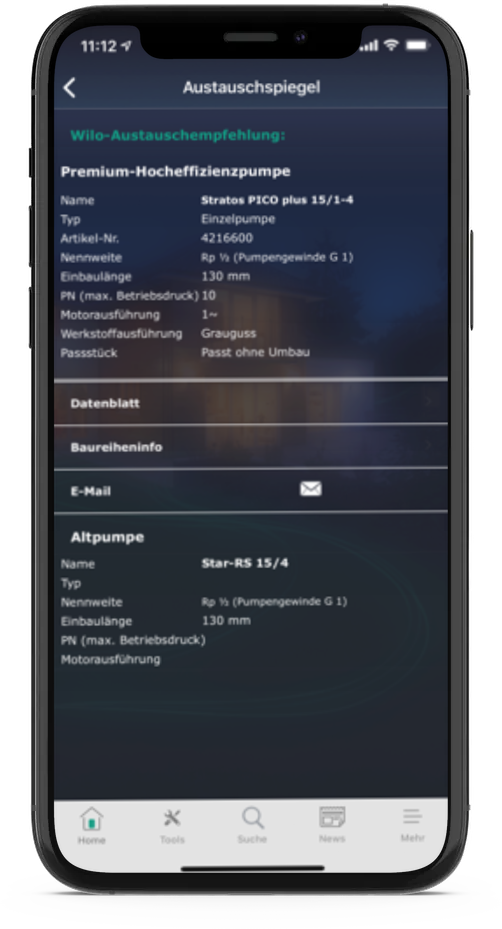 11:12
Austauschspiegel
Wilo-Austauschempfehlung:
Premium-Hocheffizienzpumpe
Name Stratos PICO plus 15/1-4
Typ Einzelpumpe
Artikel-Nr. 4216600
Nennweite Rp ½ (Pumpengewinde G 1)
Einbaulänge 130 mm
PN (max. Betriebsdruck) 10
Motorausführung 1~
Werkstoffausführung Grauguss
Passstück Passt ohne Umbau
Datenblatt
Baureiheninfo
E-Mail
Altpumpe
Name Star-RS 15/4
Typ
Nennweite Rp ½ (Pumpengewinde G 1)
Einbaulänge 130 mm
PN (max. Betriebsdruck)
Motorausführung
Home Tools Suche News Mehr